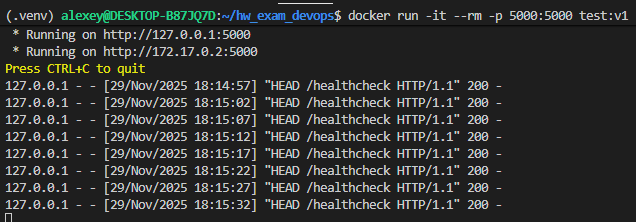 (.venv) alexey@DESKTOP-B87JQ7D:~/hw_exam_devops$ docker run -it --rm -p 5000:5000 test:v1
 * Running on http://127.0.0.1:5000
 * Running on http://172.17.0.2:5000
Press CTRL+C to quit
127.0.0.1 - - [29/Nov/2025 18:14:57] "HEAD /healthcheck HTTP/1.1" 200 -
127.0.0.1 - - [29/Nov/2025 18:15:02] "HEAD /healthcheck HTTP/1.1" 200 -
127.0.0.1 - - [29/Nov/2025 18:15:07] "HEAD /healthcheck HTTP/1.1" 200 -
127.0.0.1 - - [29/Nov/2025 18:15:12] "HEAD /healthcheck HTTP/1.1" 200 -
127.0.0.1 - - [29/Nov/2025 18:15:17] "HEAD /healthcheck HTTP/1.1" 200 -
127.0.0.1 - - [29/Nov/2025 18:15:22] "HEAD /healthcheck HTTP/1.1" 200 -
127.0.0.1 - - [29/Nov/2025 18:15:27] "HEAD /healthcheck HTTP/1.1" 200 -
127.0.0.1 - - [29/Nov/2025 18:15:32] "HEAD /healthcheck HTTP/1.1" 200 -